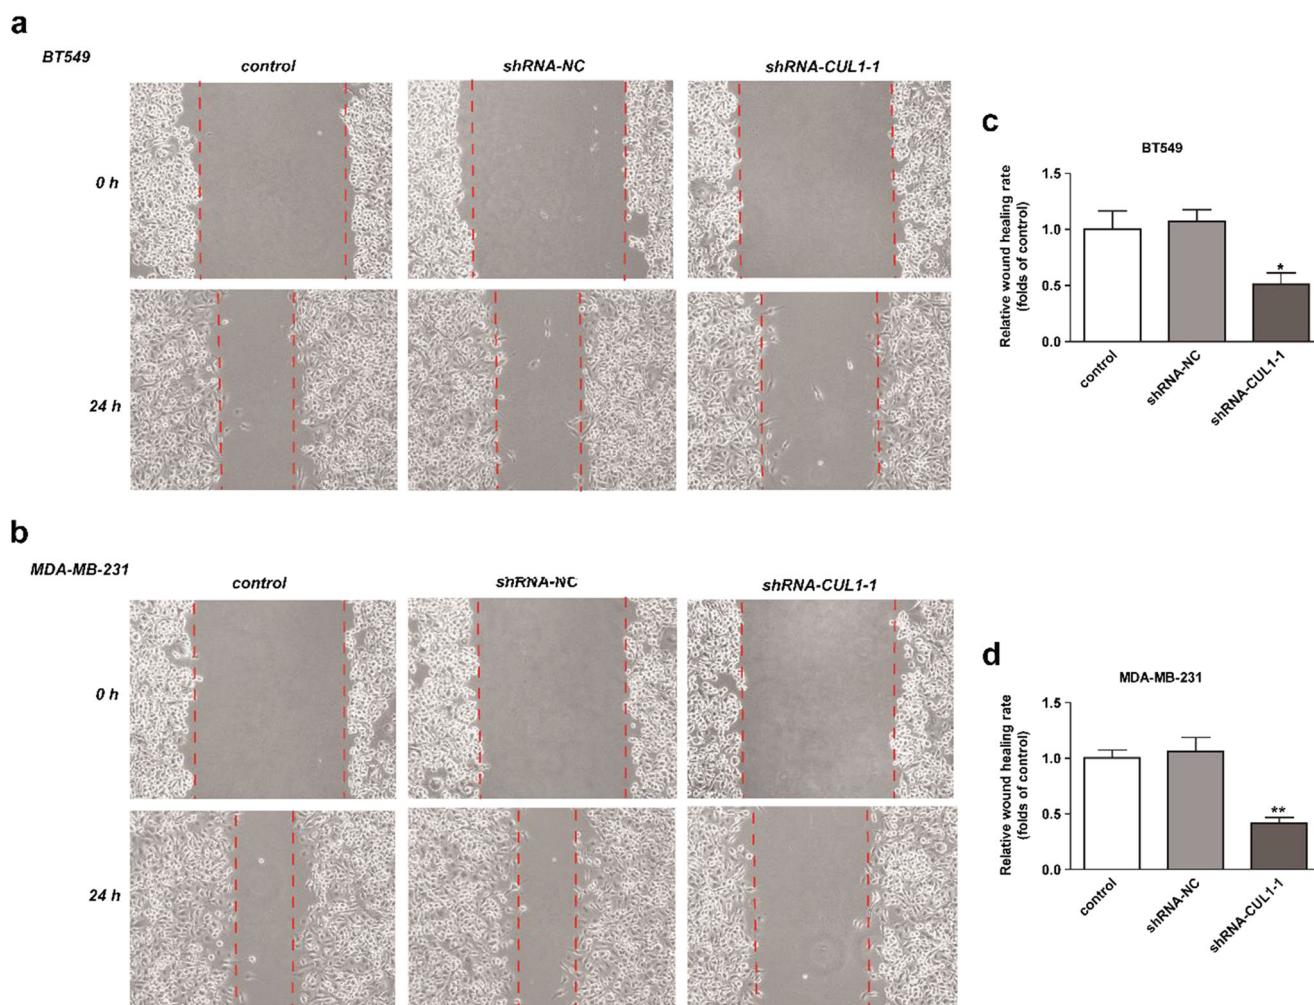 a
BT549
control
shRNA-NC
shRNA-CUL1-1
0 h
24 h
b
MDA-MB-231
control
shRNA-NC
shRNA-CUL1-1
0 h
24 h
c
BT549
Relative wound healing rate
(folds of control)
1.5
1.0
0.5
0.0
*
control
shRNA-NC
shRNA-CUL1-1
d
MDA-MB-231
Relative wound healing rate
(folds of control)
1.5
1.0
0.5
0.0
**
control
shRNA-NC
shRNA-CUL1-1